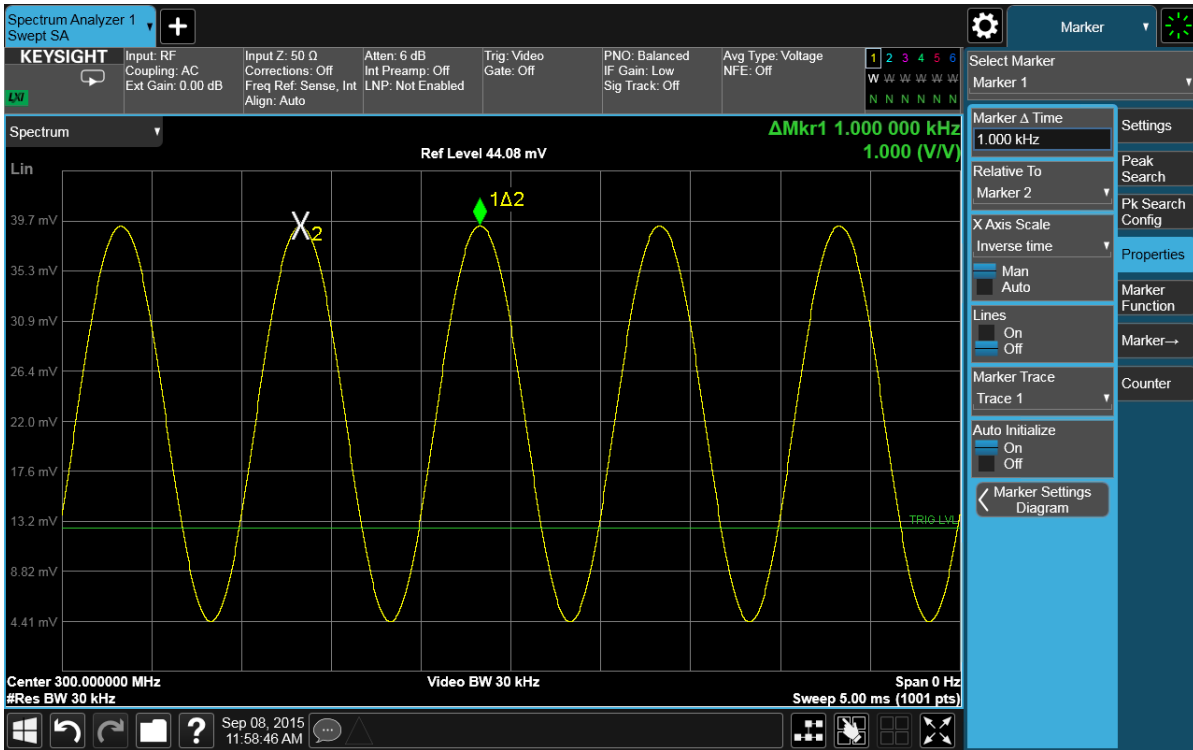 Spectrum Analyzer 1
Swept SA
Marker
KEYSIGHT
LXI
Input: RF
Coupling: AC
Ext Gain: 0.00 dB
Input Z: 50 Ω
Corrections: Off
Freq Ref: Sense, Int
Align: Auto
Atten: 6 dB
Int Preamp: Off
LNP: Not Enabled
Trig: Video
Gate: Off
PNO: Balanced
IF Gain: Low
Sig Track: Off
Avg Type: Voltage
NFE: Off
1 2 3 4 5 6
W W W W W W
N N N N N N
Select Marker
Marker 1
Spectrum
Ref Level 44.08 mV
ΔMkr1 1.000 000 kHz
1.000 (V/V)
Lin
39.7 mV
35.3 mV
30.9 mV
26.4 mV
22.0 mV
17.6 mV
13.2 mV
8.82 mV
4.41 mV
X2
1Δ2
TRIG LVL
Center 300.000000 MHz
#Res BW 30 kHz
Video BW 30 kHz
Span 0 Hz
Sweep 5.00 ms (1001 pts)
Marker Δ Time
1.000 kHz
Relative To
Marker 2
X Axis Scale
Inverse time
Man
Auto
Lines
On
Off
Marker Trace
Trace 1
Auto Initialize
On
Off
Marker Settings
Diagram
Settings
Peak
Search
Pk Search
Config
Properties
Marker
Function
Marker→
Counter
?
Sep 08, 2015
11:58:46 AM